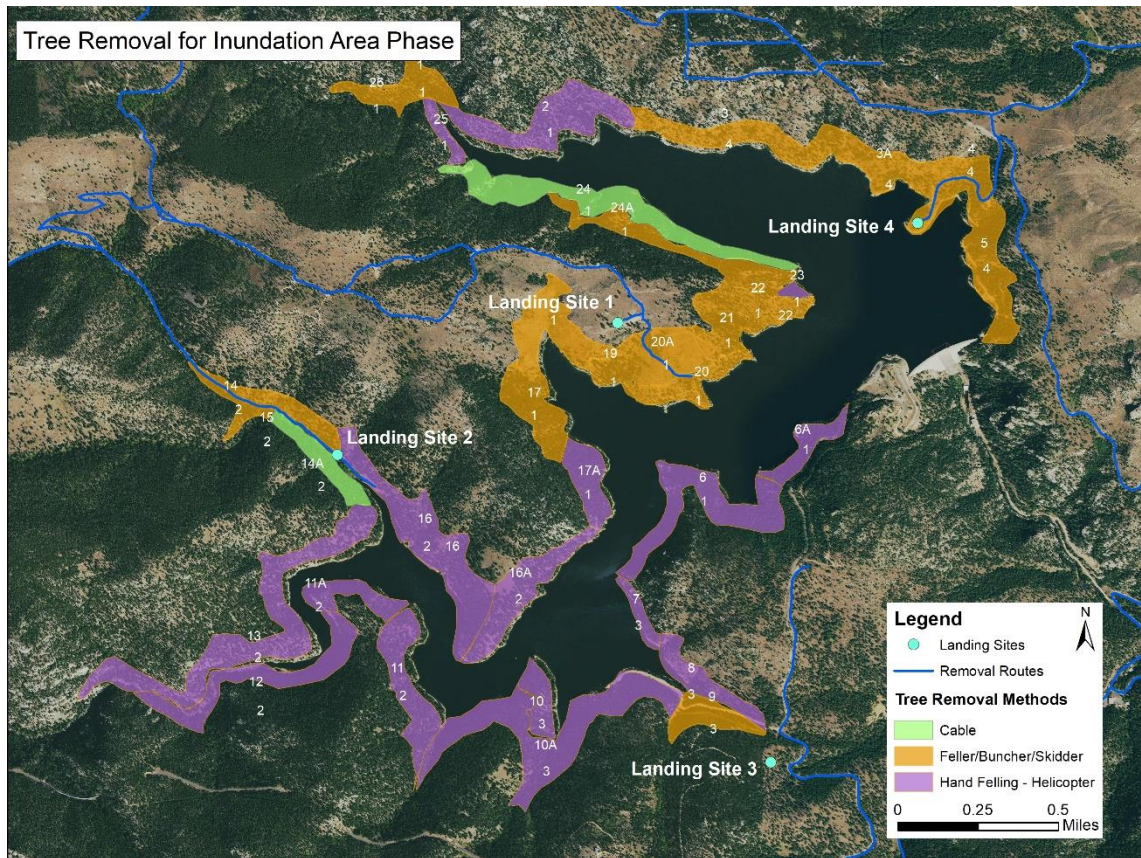 Tree Removal for Inundation Area Phase
1
26
1
1
25
1
2
1
3
4
3A
4
4
4
24
1
24A
1
Landing Site 4
5
4
23
22
1
22
1
21
1
Landing Site 1
1
19
1
20A
1
20
1
17
1
14
2
15
2
Landing Site 2
14A
2
17A
1
6A
1
6
1
16
16
2
16A
2
11A
2
7
3
13
2
12
2
11
2
8
9
3
3
10
3
10A
3
Landing Site 3
Legend
N
Landing Sites
Removal Routes
Tree Removal Methods
Cable
Feller/Buncher/Skidder
Hand Felling - Helicopter
0 0.25 0.5
Miles